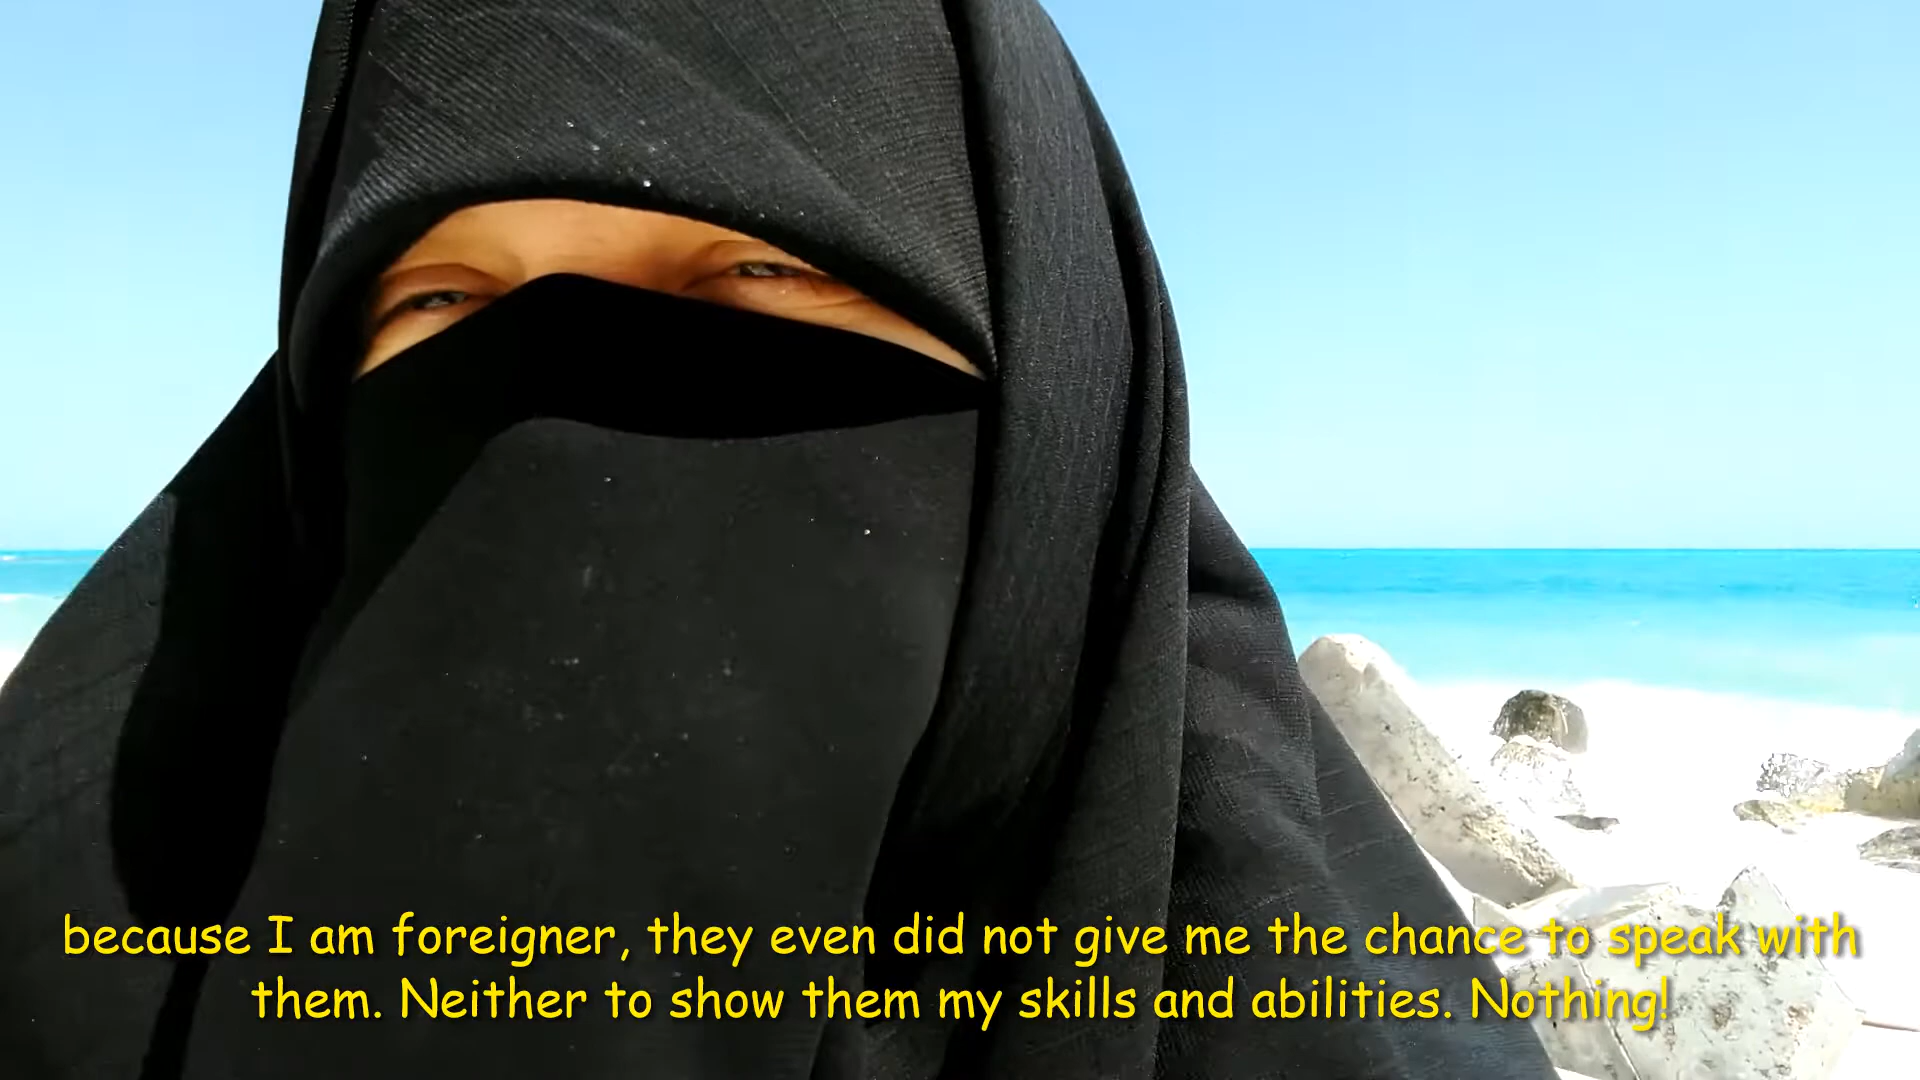 because I am foreigner, they even did not give me the chance to speak with
them. Neither to show them my skills and abilities. Nothing!